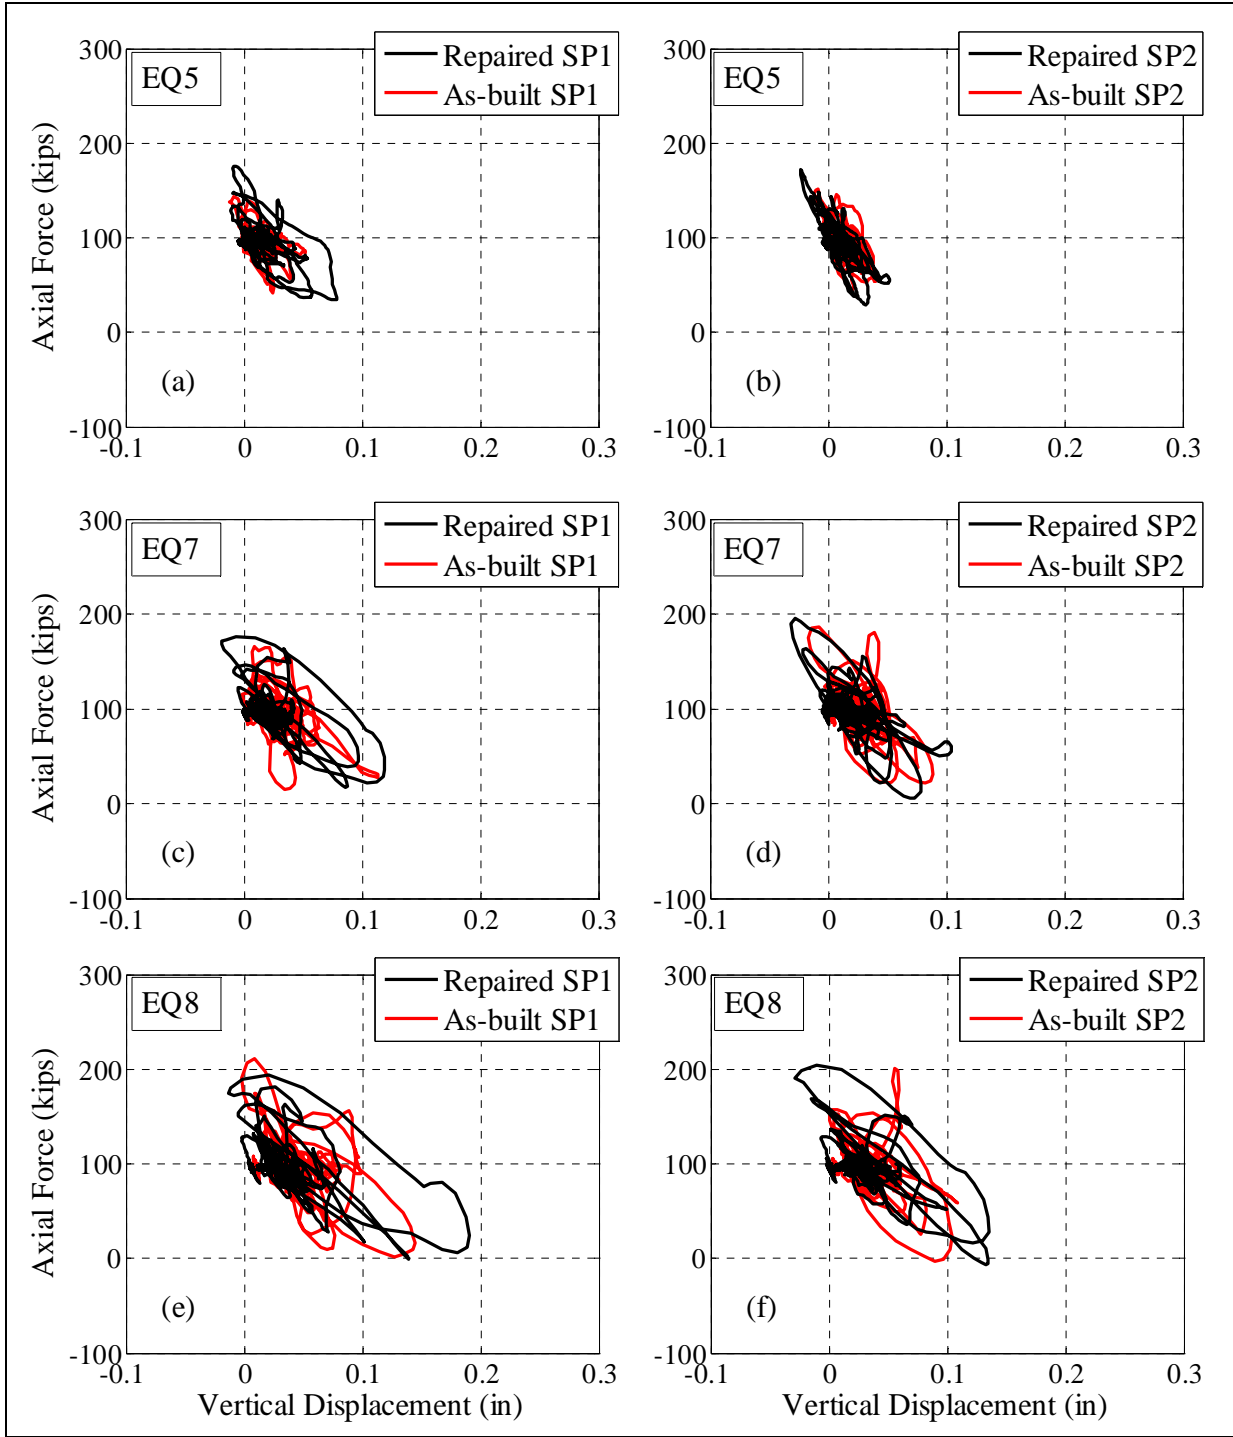 300
200
100
0
-100
-0.1
0
0.1
0.2
0.3
Axial Force (kips)
EQ5
Repaired SP1
As-built SP1
(a)
300
200
100
0
-100
-0.1
0
0.1
0.2
0.3
EQ5
Repaired SP2
As-built SP2
(b)
300
200
100
0
-100
-0.1
0
0.1
0.2
0.3
Axial Force (kips)
EQ7
Repaired SP1
As-built SP1
(c)
300
200
100
0
-100
-0.1
0
0.1
0.2
0.3
EQ7
Repaired SP2
As-built SP2
(d)
300
200
100
0
-100
-0.1
0
0.1
0.2
0.3
Axial Force (kips)
EQ8
Repaired SP1
As-built SP1
(e)
Vertical Displacement (in)
300
200
100
0
-100
-0.1
0
0.1
0.2
0.3
EQ8
Repaired SP2
As-built SP2
(f)
Vertical Displacement (in)